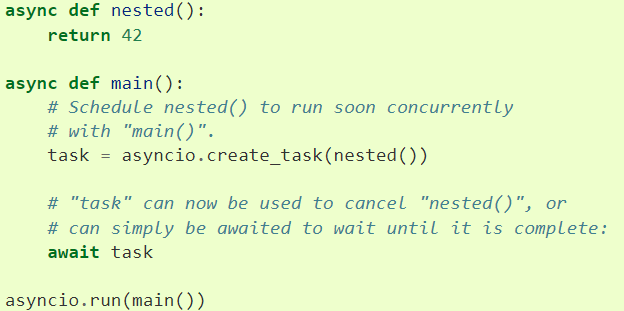 async def nested():
    return 42

async def main():
    # Schedule nested() to run soon concurrently
    # with "main()".
    task = asyncio.create_task(nested())

    # "task" can now be used to cancel "nested()", or
    # can simply be awaited to wait until it is complete:
    await task

asyncio.run(main())